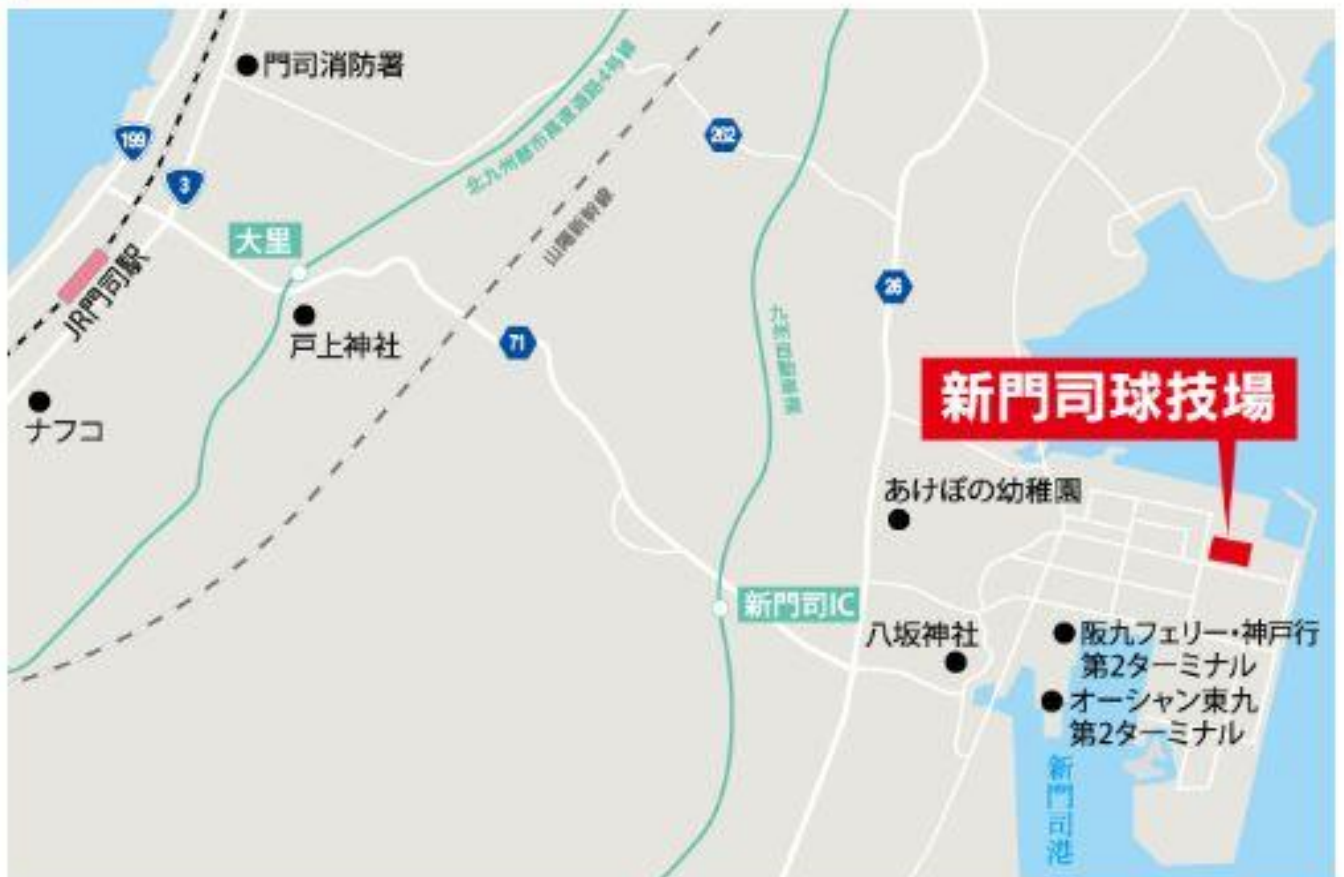 門司消防署
199
3
北九州都市高速道路4号線
262
大里
山陽新幹線
JR門司駅
戸上神社
71
26
九州自動車道
ナフコ
新門司球技場
あけぼの幼稚園
新門司IC
八坂神社
阪九フェリー・神戸行
第2ターミナル
オーシャン東九
第2ターミナル
新門司港